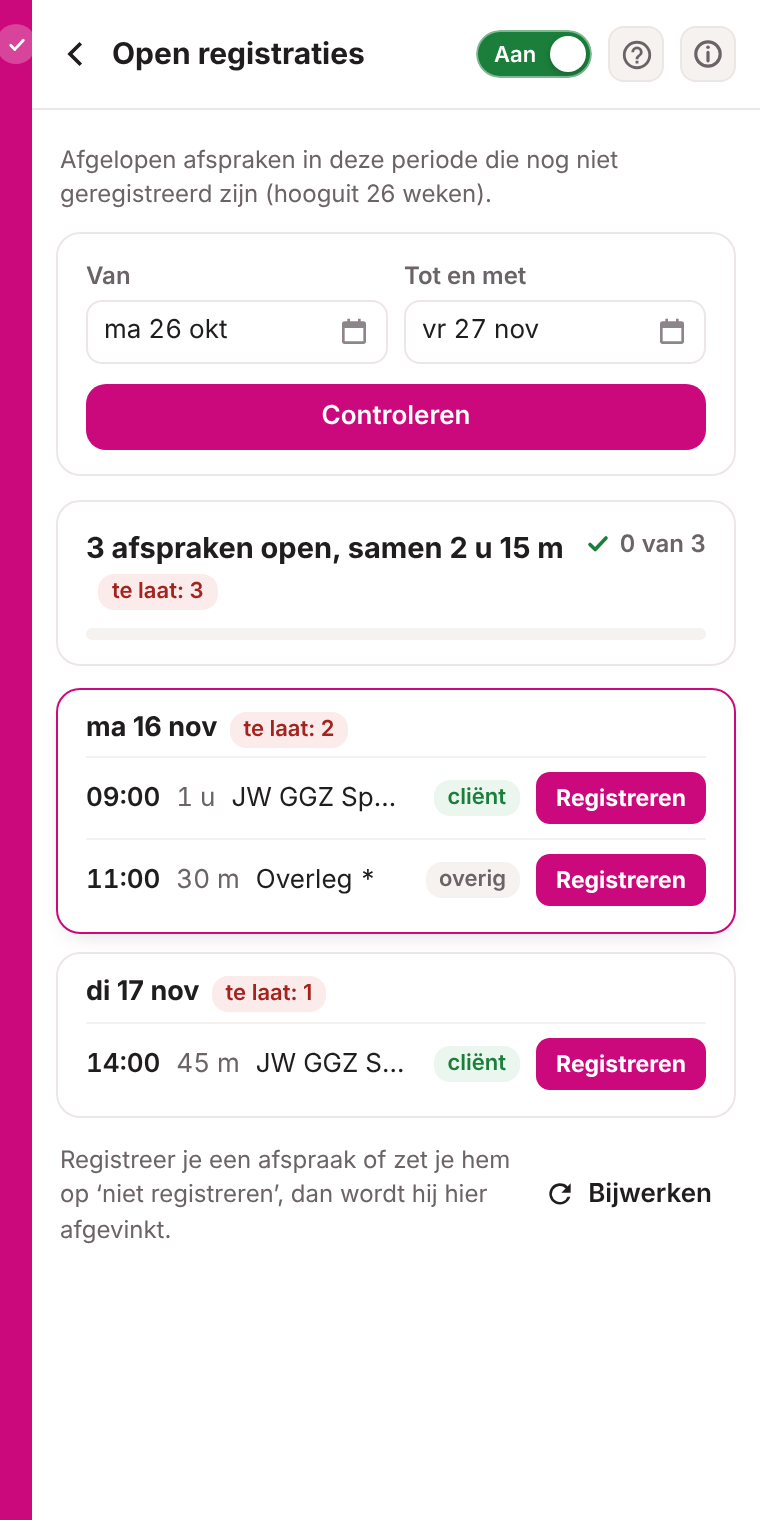 Open registraties
Aan
Afgelopen afspraken in deze periode die nog niet
geregistreerd zijn (hooguit 26 weken).
Van
Tot en met
ma 26 okt
vr 27 nov
Controleren
3 afspraken open, samen 2 u 15 m
0 van 3
te laat: 3
ma 16 nov te laat: 2
09:00 1 u JW GGZ Sp... cliënt Registreren
11:00 30 m Overleg * overig Registreren
di 17 nov te laat: 1
14:00 45 m JW GGZ S... cliënt Registreren
Registreer je een afspraak of zet je hem
op ‘niet registreren’, dan wordt hij hier
afgevinkt.
Bijwerken